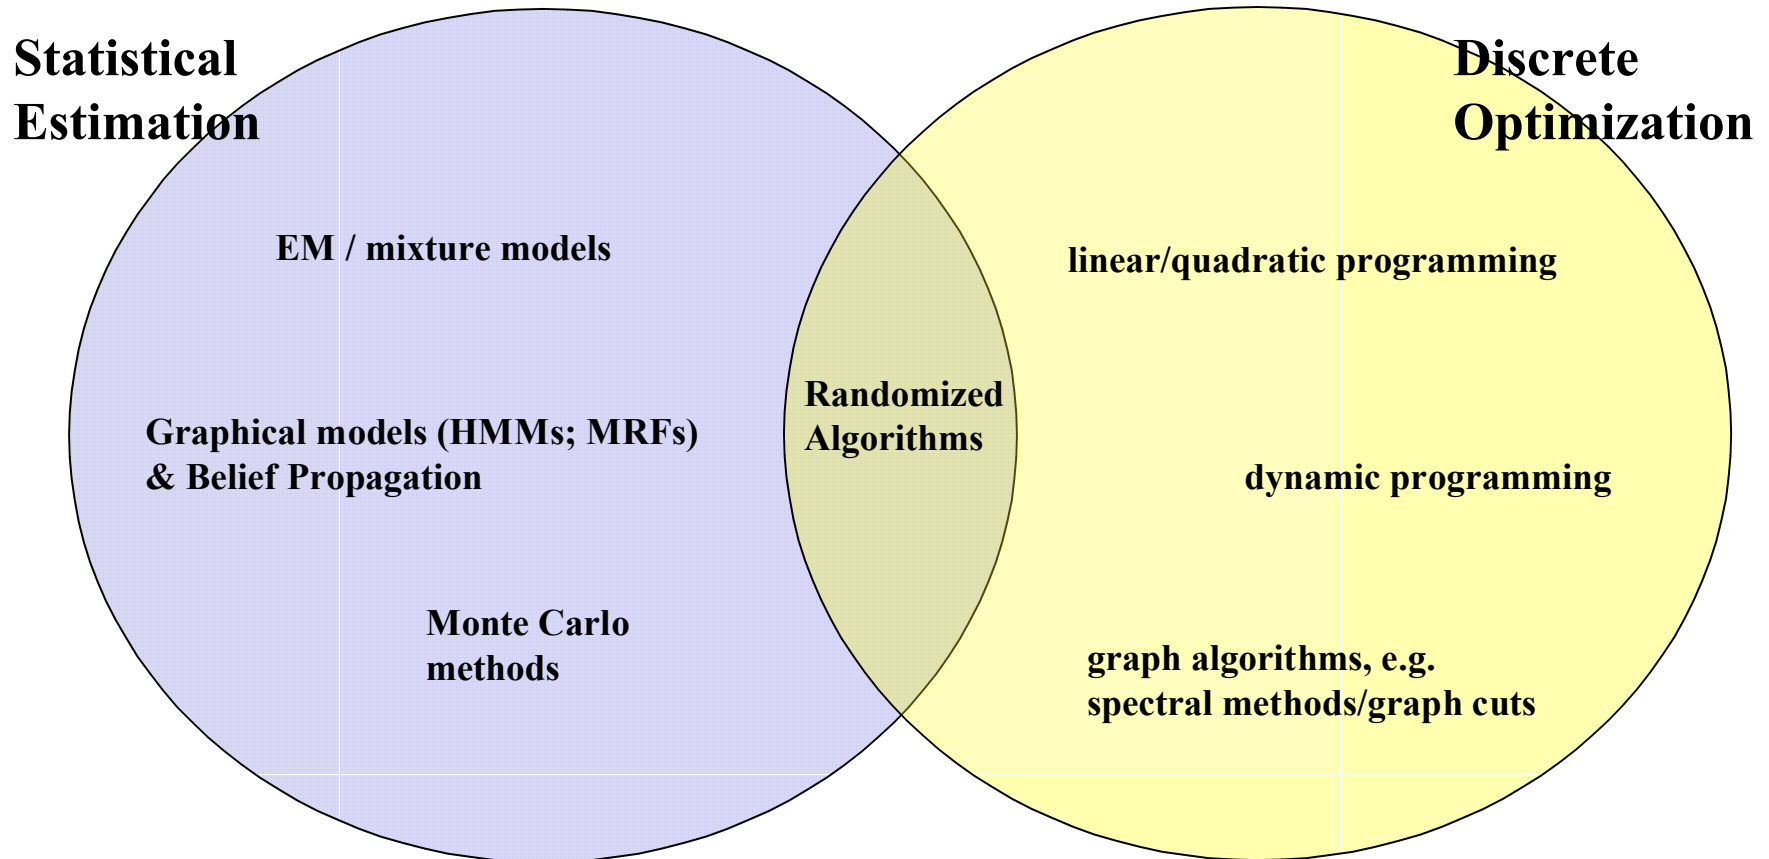 Statistical
Estimation
Discrete
Optimization
EM / mixture models
Graphical models (HMMs; MRFs)
& Belief Propagation
Monte Carlo
methods
Randomized
Algorithms
linear/quadratic programming
dynamic programming
graph algorithms, e.g.
spectral methods/graph cuts